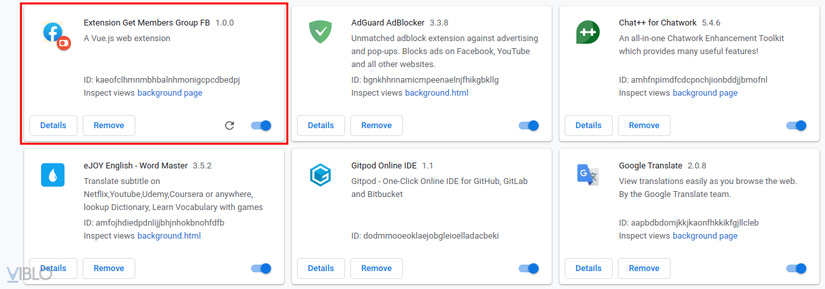 Extension Get Members Group FB 1.0.0
A Vue.js web extension
ID: kaeofclhmnmbhbalnhmonigcpcdbedpj
Inspect views background page
Details Remove
AdGuard AdBlocker 3.3.8
Unmatched adblock extension against advertising
and pop-ups. Blocks ads on Facebook, YouTube
and all other websites.
ID: bgnkhhnnamicmpeenaelnjfhikgbkllg
Inspect views background.html
Details Remove
Chat++ for Chatwork 5.4.6
An all-in-one Chatwork Enhancement Toolkit
which provides many useful features!
ID: amhfnpimdfcdcpnchjionbddjjbmofnl
Inspect views background page
Details Remove
eJOY English - Word Master 3.5.2
Translate subtitle on
Netflix,Youtube,Udemy,Coursera or anywhere,
lookup Dictionary, Learn Vocabulary with games
ID: amfojhdiedpdnlijjbhjnhokbnohfdfb
Inspect views background.html
Details Remove
Gitpod Online IDE 1.1
Gitpod - One-Click Online IDE for GitHub, GitLab
and Bitbucket
ID: dodmmooeoklaejobgleioelladacbeki
Details Remove
Google Translate 2.0.8
View translations easily as you browse the web.
By the Google Translate team.
ID: aapbdbdomjkkjkaonfhkkikfgjllcleb
Inspect views background page
Details Remove
VIBLO